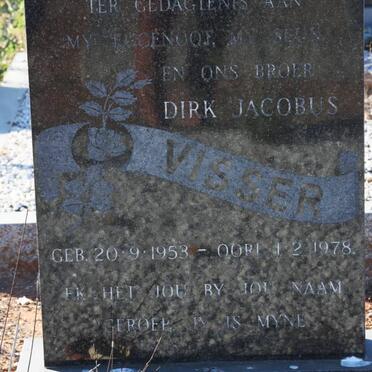 TER GEDAGTENIS AAN
MY EGGENOOT, MY SEUN
EN ONS BROER
DIRK JACOBUS
VISSER
GEB. 20·9·1953 – OORL. 1·2·1978.
EK HET JOU BY JOU NAAM
GEROEP, JY IS MYNE